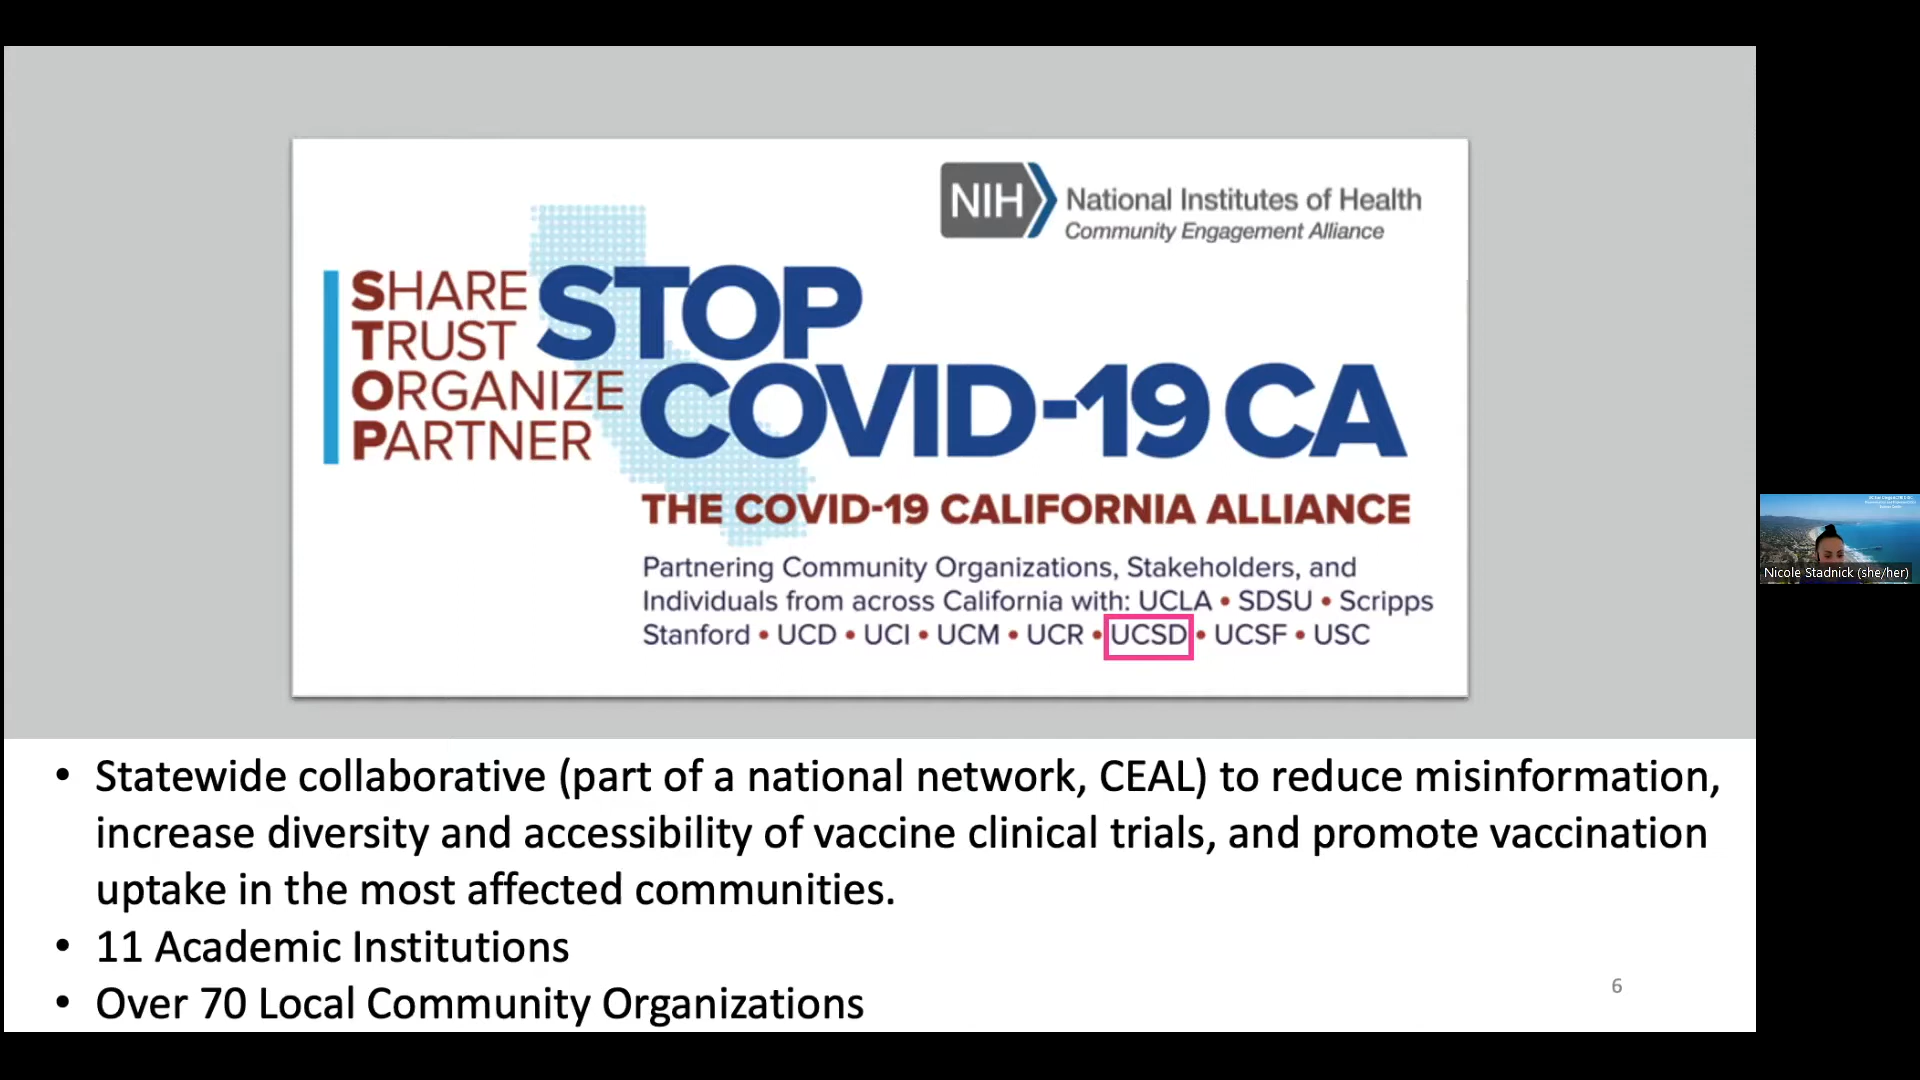 NIH National Institutes of Health
Community Engagement Alliance
SHARE
TRUST
ORGANIZE
PARTNER
STOP
COVID-19 CA
THE COVID-19 CALIFORNIA ALLIANCE
Partnering Community Organizations, Stakeholders, and
Individuals from across California with: UCLA • SDSU • Scripps
Stanford • UCD • UCI • UCM • UCR • UCSD • UCSF • USC
• Statewide collaborative (part of a national network, CEAL) to reduce misinformation,
increase diversity and accessibility of vaccine clinical trials, and promote vaccination
uptake in the most affected communities.
• 11 Academic Institutions
• Over 70 Local Community Organizations
6
Nicole Stadnick (she/her)